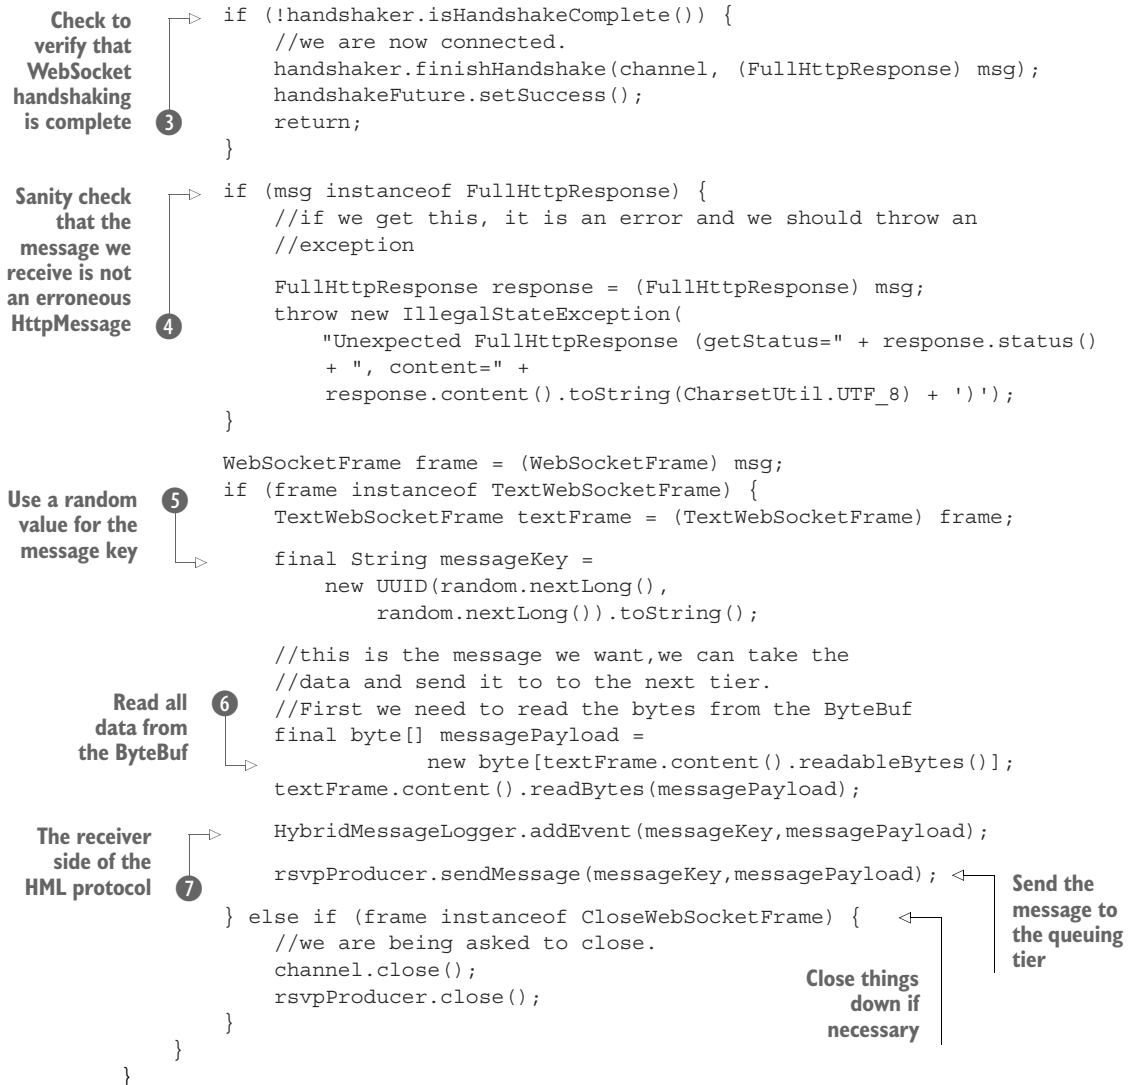 Check to
verify that
WebSocket
handshaking
is complete
3
if (!handshaker.isHandshakeComplete()) {
//we are now connected.
handshaker.finishHandshake(channel, (FullHttpResponse) msg);
handshakeFuture.setSuccess();
return;
}
Sanity check
that the
message we
receive is not
an erroneous
HttpMessage
4
if (msg instanceof FullHttpResponse) {
//if we get this, it is an error and we should throw an
//exception
FullHttpResponse response = (FullHttpResponse) msg;
throw new IllegalStateException(
"Unexpected FullHttpResponse (getStatus=" + response.status()
+ ", content=" +
response.content().toString(CharsetUtil.UTF_8) + ')');
}
WebSocketFrame frame = (WebSocketFrame) msg;
if (frame instanceof TextWebSocketFrame) {
TextWebSocketFrame textFrame = (TextWebSocketFrame) frame;
Use a random
value for the
message key
5
final String messageKey =
new UUID(random.nextLong(),
random.nextLong()).toString();
//this is the message we want,we can take the
//data and send it to to the next tier.
//First we need to read the bytes from the ByteBuf
Read all
data from
the ByteBuf
6
final byte[] messagePayload =
new byte[textFrame.content().readableBytes()];
textFrame.content().readBytes(messagePayload);
The receiver
side of the
HML protocol
7
HybridMessageLogger.addEvent(messageKey,messagePayload);
rsvpProducer.sendMessage(messageKey,messagePayload);
Send the
message to
the queuing
tier
} else if (frame instanceof CloseWebSocketFrame) {
//we are being asked to close.
channel.close();
rsvpProducer.close();
Close things
down if
necessary
}
}
}